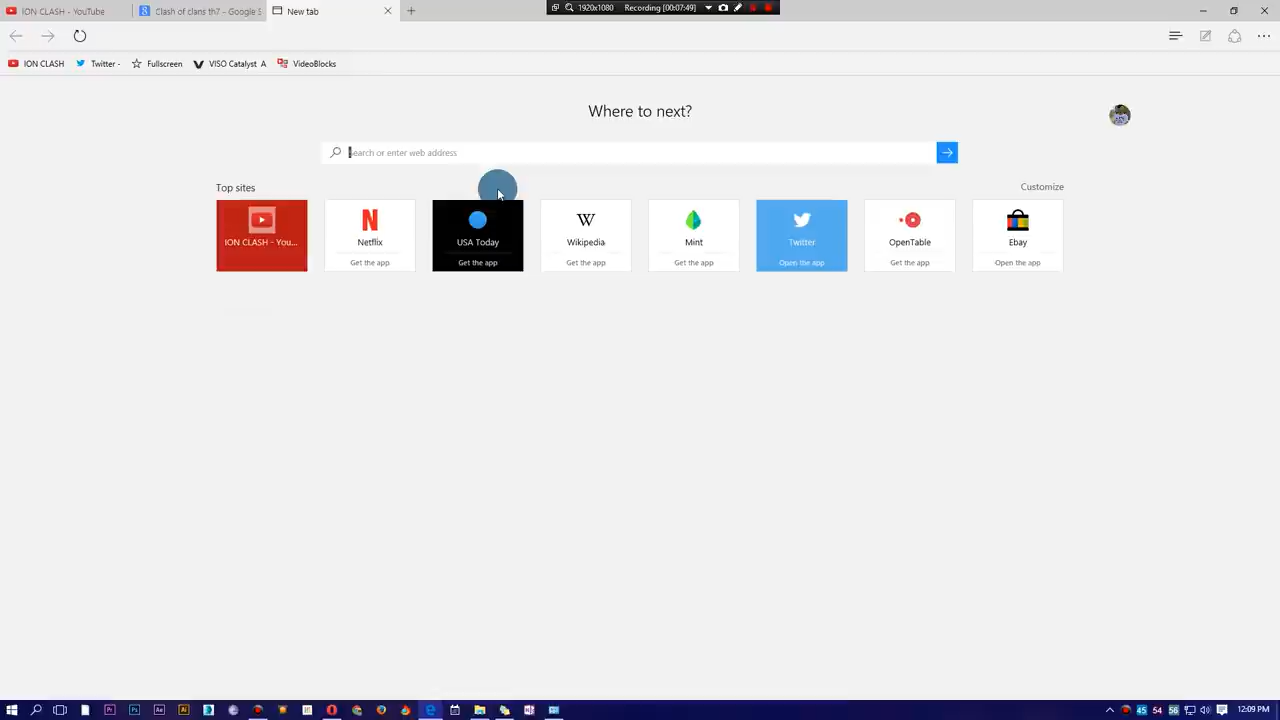 ION CLASH - YouTube
Clash of clans th7 - Google S
New tab
1920x1080 Recording [00:07:49]
ION CLASH
Twitter -
Fullscreen
VISO Catalyst A
VideoBlocks
Where to next?
Search or enter web address
Top sites
Customize
ION CLASH - You...
Netflix
USA Today
Wikipedia
Mint
Twitter
OpenTable
Ebay
Get the app
Get the app
Get the app
Get the app
Open the app
Get the app
Open the app
45 54 56
12:09 PM